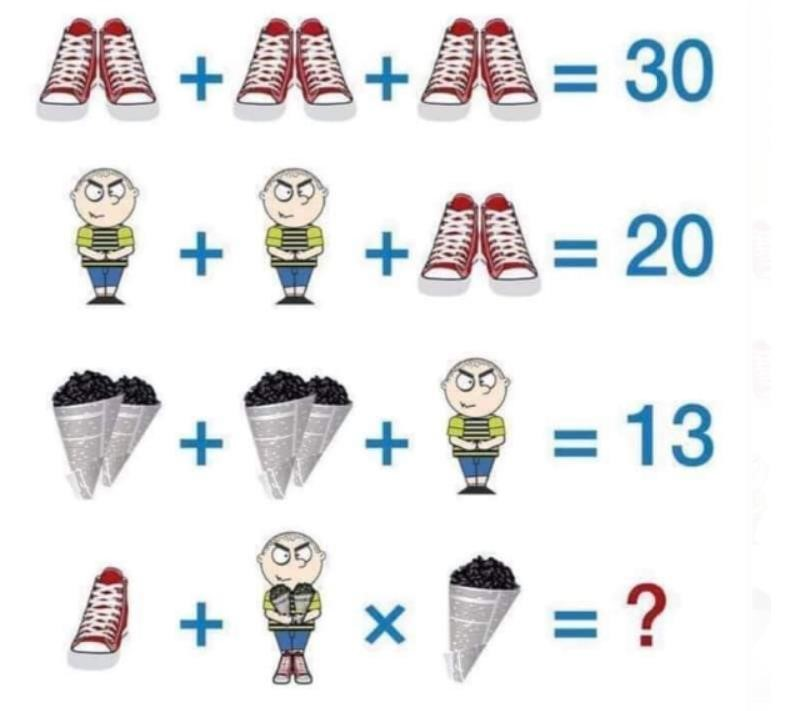 + + = 30
+ + = 20
+ + = 13
+ × = ?